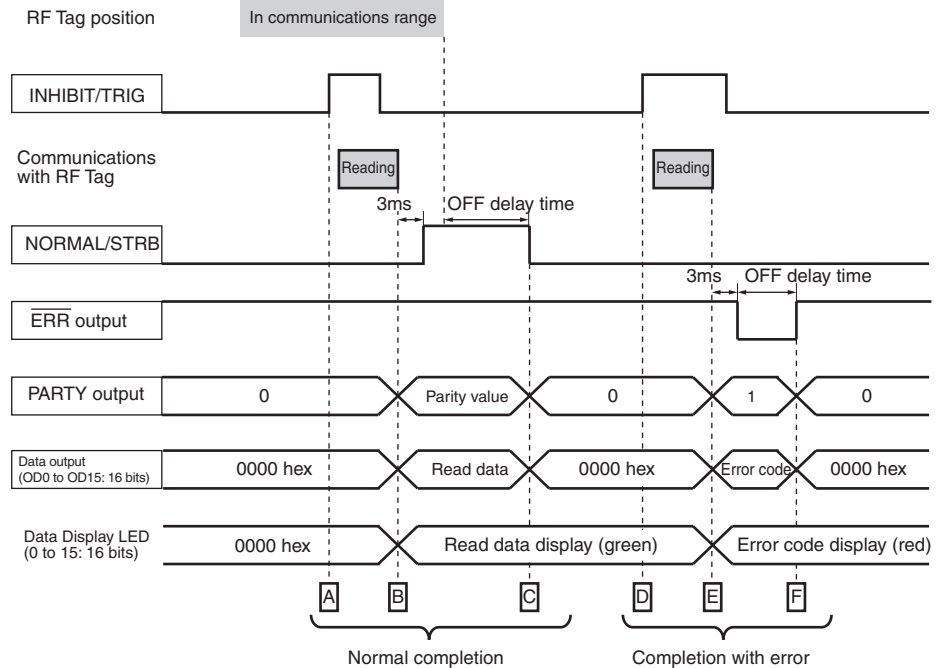 RF Tag position
In communications range
INHIBIT/TRIG
Communications
with RF Tag
Reading
Reading
3ms
OFF delay time
NORMAL/STRB
3ms
OFF delay time
ERR output
PARTY output
0
Parity value
0
1
0
Data output
(OD0 to OD15: 16 bits)
0000 hex
Read data
0000 hex
Error code
0000 hex
Data Display LED
(0 to 15: 16 bits)
0000 hex
Read data display (green)
Error code display (red)
A
B
C
D
E
F
Normal completion
Completion with error